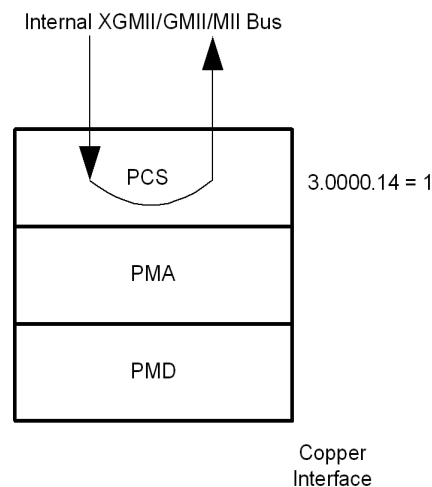 Internal XGMII/GMII/MII Bus
PCS
3.0000.14 = 1
PMA
PMD
Copper
Interface